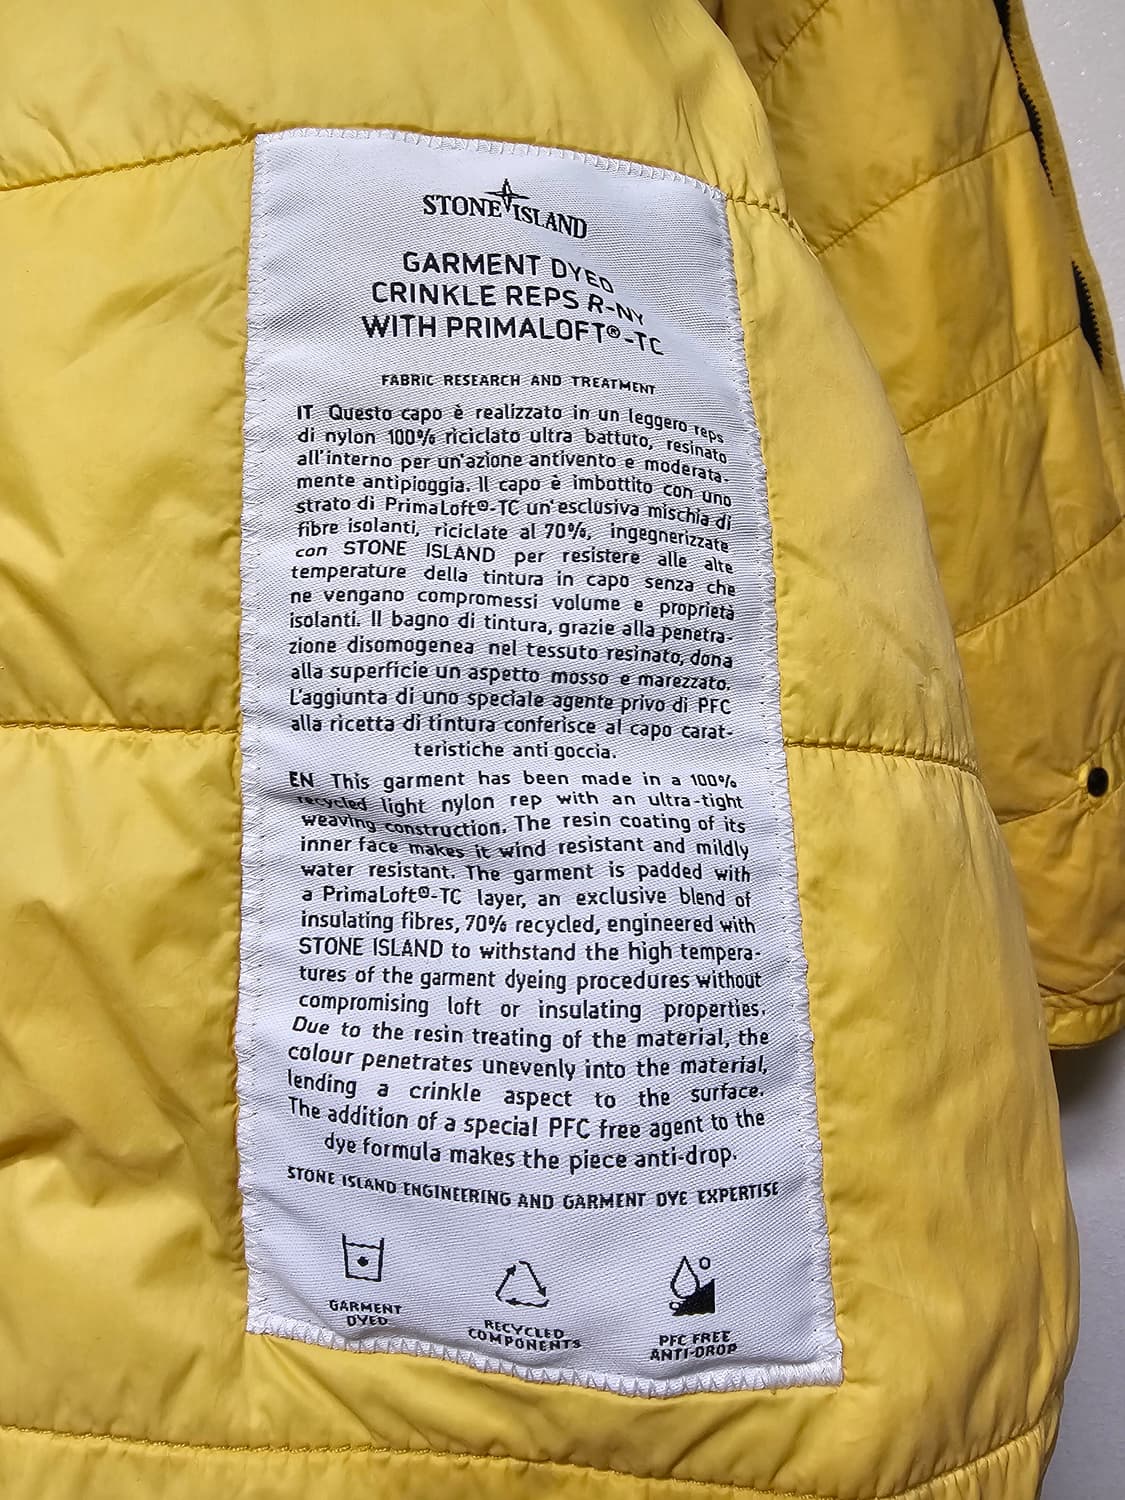 STONE ISLAND
GARMENT DYED
CRINKLE REPS R-NY
WITH PRIMALOFT®-TC
FABRIC RESEARCH AND TREATMENT
IT Questo capo è realizzato in un leggero reps
di nylon 100% riciclato ultra battuto, resinato
all'interno per un'azione antivento e moderata-
mente antipioggia. Il capo è imbottito con uno
strato di PrimaLoft®-TC un'esclusiva mischia di
fibre isolanti, riciclate al 70%, ingegnerizzate
con STONE ISLAND per resistere alle alte
temperature della tintura in capo senza che
ne vengano compromessi volume e proprietà
isolanti. Il bagno di tintura, grazie alla penetra-
zione disomogenea nel tessuto resinato, dona
alla superficie un aspetto mosso e marezzato.
L'aggiunta di uno speciale agente privo di PFC
alla ricetta di tintura conferisce al capo carat-
teristiche anti goccia.
EN This garment has been made in a 100%
recycled light nylon rep with an ultra-tight
weaving construction. The resin coating of its
inner face makes it wind resistant and mildly
water resistant. The garment is padded with
a PrimaLoft®-TC layer, an exclusive blend of
insulating fibres, 70% recycled, engineered with
STONE ISLAND to withstand the high tempera-
tures of the garment dyeing procedures without
compromising loft or insulating properties.
Due to the resin treating of the material, the
colour penetrates unevenly into the material,
lending a crinkle aspect to the surface.
The addition of a special PFC free agent to the
dye formula makes the piece anti-drop.
STONE ISLAND ENGINEERING AND GARMENT DYE EXPERTISE
GARMENT
DYED
RECYCLED
COMPONENTS
PFC FREE
ANTI-DROP